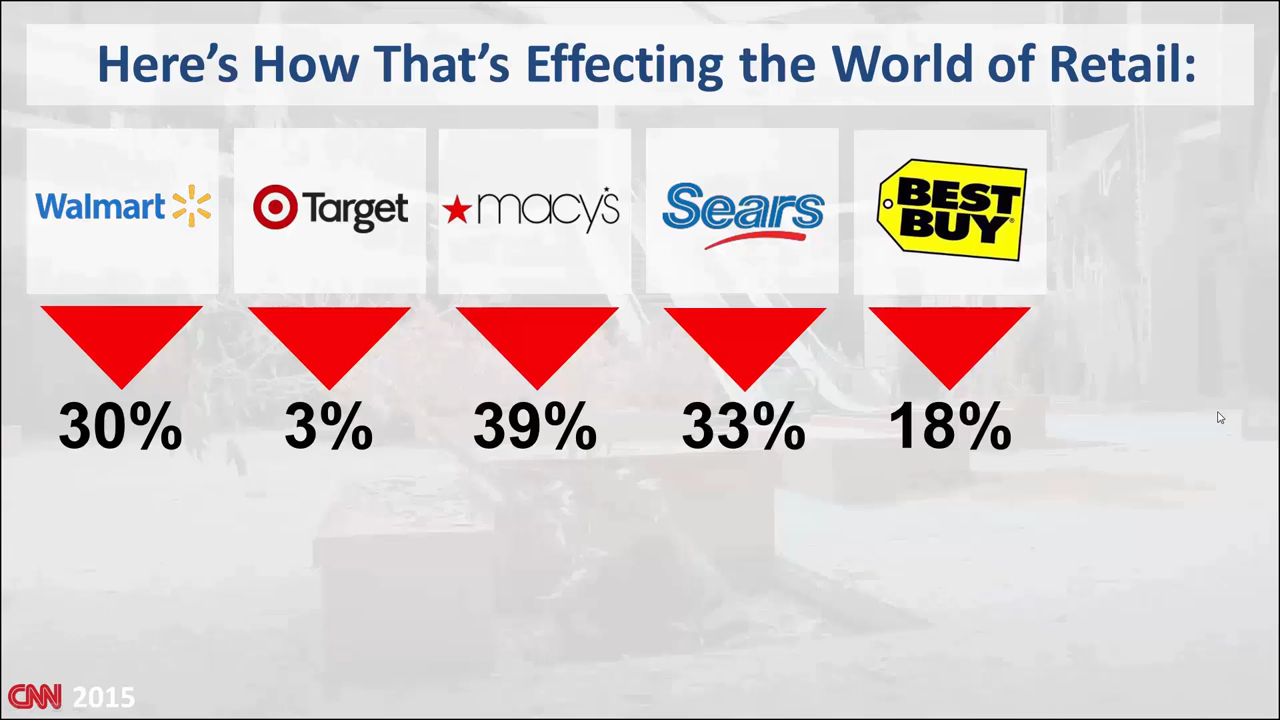 Here's How That's Effecting the World of Retail:
Walmart
Target
macy's
Sears
BEST
BUY
30%
3%
39%
33%
18%
CNN 2015